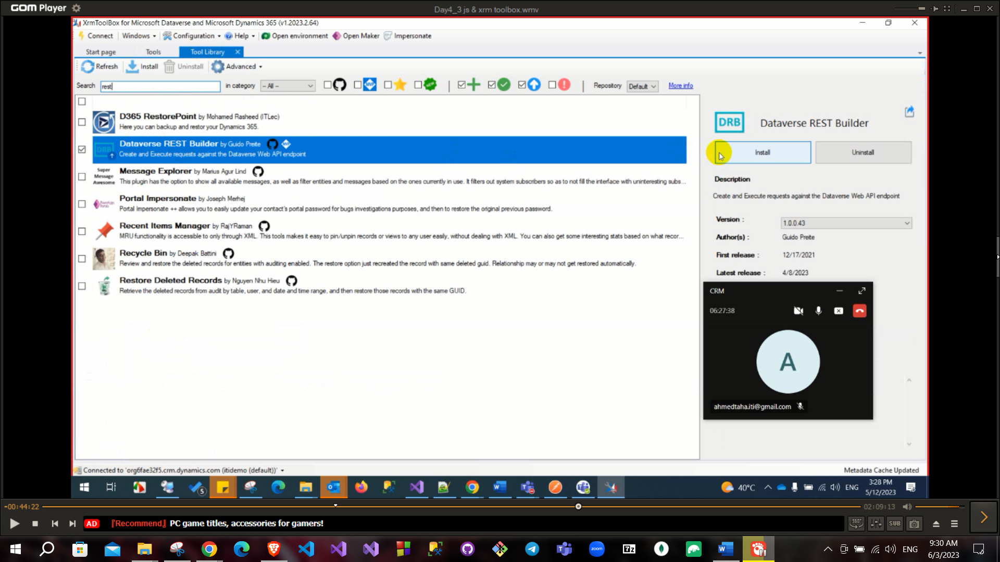 GOM Player
Day4_3 js & xrm toolbox.wmv
XrmToolBox for Microsoft Dataverse and Microsoft Dynamics 365 (v1.2023.2.64)
Connect Windows Configuration Help Open environment Open Maker Impersonate
Start page Tools Tool Library
Refresh Install Uninstall Advanced
Search rest in category -- All -- MVP Repository Default More info
D365 RestorePoint by Mohamed Rasheed (ITLec)
Here you can backup and restor your Dynamics 365.
DRB
Dataverse REST Builder by Guido Preite
Create and Execute requests against the Dataverse Web API endpoint
Super Message Awesome
Message Explorer by Marius Agur Lind
This plugin has the option to show all available messages, as well as filter entities and messages based on the ones currently in use. It filters out system subscribers so as to not fill the interface with uninteresting subs...
Portal Impersonate by Joseph Merhej
Portal Impersonate ++ allows you to easily update your contact's portal password for bugs investigations purposes, and then to restore the original previous password.
Recent Items Manager by RajYRaman
MRU functionality is accessible to only through XML. This tools makes it easy to pin/unpin records or views to any user easily, without dealing with XML. You can also get some interesting stats based on what recor...
Recycle Bin by Deepak Battini
Review and restore the deleted records for entities with auditing enabled. The restore option just recreated the record with same deleted guid. Relationship may or may not get restored automatically.
Restore Deleted Records by Nguyen Nhu Hieu
Retrieve the deleted records from audit by table, user, and date and time range, and then restore those records with the same GUID.
DRB Dataverse REST Builder
Install Uninstall
Description
Create and Execute requests against the Dataverse Web API endpoint
Version : 1.0.0.43
Author(s) : Guido Preite
First release : 12/17/2021
Latest release : 4/8/2023
CRM
06:27:38
A
ahmedtaha.iti@gmail.com
Connected to 'org6fae32f5.crm.dynamics.com (itidemo (default))'
Metadata Cache Updated
5
40°C ENG 3:28 PM
5/12/2023
-00:44:22 02:09:13
AD 『Recommend』 PC game titles, accessories for gamers!
360° SUB
zoom 7z
ENG 9:30 AM
6/3/2023